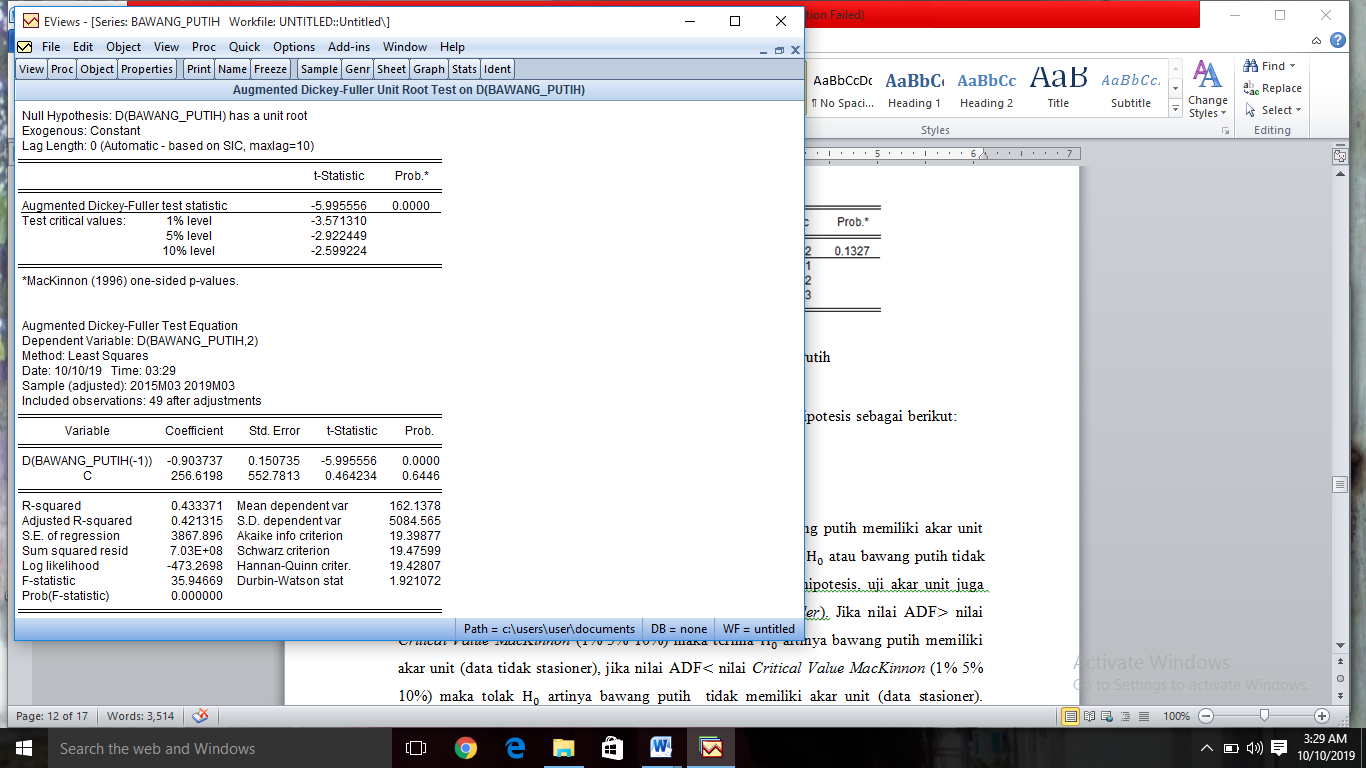 EViews - [Series: BAWANG_PUTIH Workfile: UNTITLED::Untitled\]
tion Failed)
File Edit Object View Proc Quick Options Add-ins Window Help
View Proc Object Properties Print Name Freeze Sample Genr Sheet Graph Stats Ident
Augmented Dickey-Fuller Unit Root Test on D(BAWANG_PUTIH)
Null Hypothesis: D(BAWANG_PUTIH) has a unit root
Exogenous: Constant
Lag Length: 0 (Automatic - based on SIC, maxlag=10)
t-Statistic Prob.*
Augmented Dickey-Fuller test statistic -5.995556 0.0000
Test critical values: 1% level -3.571310
5% level -2.922449
10% level -2.599224
*MacKinnon (1996) one-sided p-values.
Augmented Dickey-Fuller Test Equation
Dependent Variable: D(BAWANG_PUTIH,2)
Method: Least Squares
Date: 10/10/19 Time: 03:29
Sample (adjusted): 2015M03 2019M03
Included observations: 49 after adjustments
Variable Coefficient Std. Error t-Statistic Prob.
D(BAWANG_PUTIH(-1)) -0.903737 0.150735 -5.995556 0.0000
C 256.6198 552.7813 0.464234 0.6446
R-squared 0.433371 Mean dependent var 162.1378
Adjusted R-squared 0.421315 S.D. dependent var 5084.565
S.E. of regression 3867.896 Akaike info criterion 19.39877
Sum squared resid 7.03E+08 Schwarz criterion 19.47599
Log likelihood -473.2698 Hannan-Quinn criter. 19.42807
F-statistic 35.94669 Durbin-Watson stat 1.921072
Prob(F-statistic) 0.000000
Path = c:\users\user\documents DB = none WF = untitled
AaBbCcDc AaBbCc AaBbCc AaB AaBbCc.
¶ No Spaci... Heading 1 Heading 2 Title Subtitle
Change
Styles
Styles
Find
Replace
Select
Editing
5 6 7
c Prob.*
2 0.1327
1
2
3
utih
ipotesis sebagai berikut:
ng putih memiliki akar unit
H0 atau bawang putih tidak
hipotesis, uji akar unit juga
ler). Jika nilai ADF> nilai
Critical Value MacKinnon (1% 5% 10%) maka terima H0 artinya bawang putih memiliki
akar unit (data tidak stasioner), jika nilai ADF< nilai Critical Value MacKinnon (1% 5%
10%) maka tolak H0 artinya bawang putih tidak memiliki akar unit (data stasioner).
Activate Windows
Go to Settings to activate Windows.
Page: 12 of 17 Words: 3,514
100%
Search the web and Windows
3:29 AM
10/10/2019